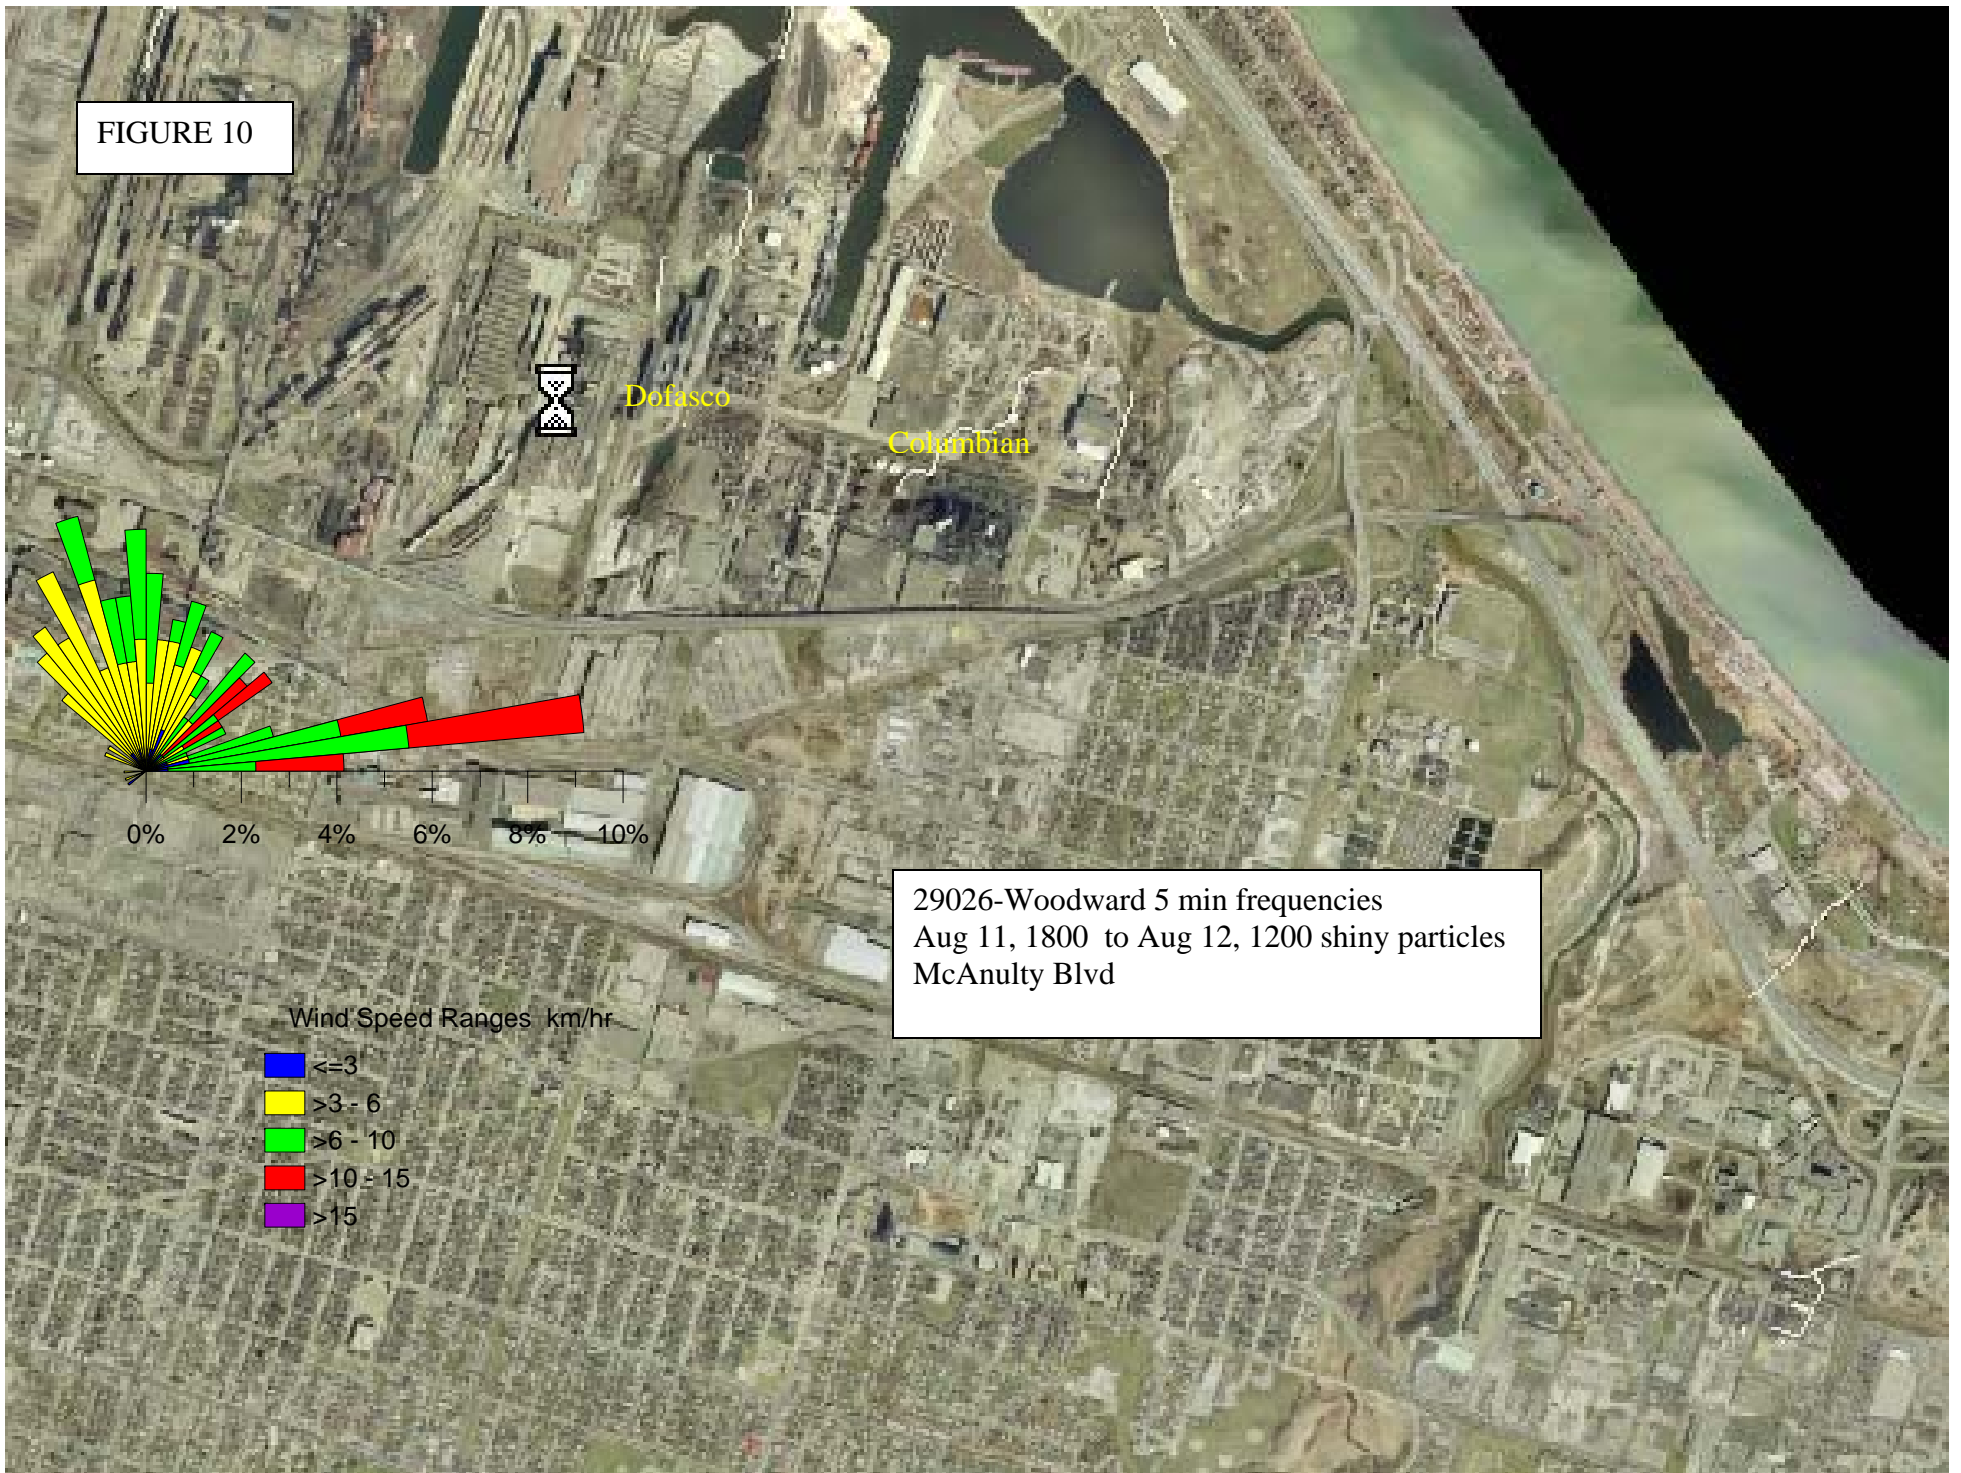 FIGURE 10
Dofasco
Columbian
0% 2% 4% 6% 8% 10%
29026-Woodward 5 min frequencies
Aug 11, 1800 to Aug 12, 1200 shiny particles
McAnulty Blvd
Wind Speed Ranges km/hr
<=3
>3 - 6
>6 - 10
>10 - 15
>15